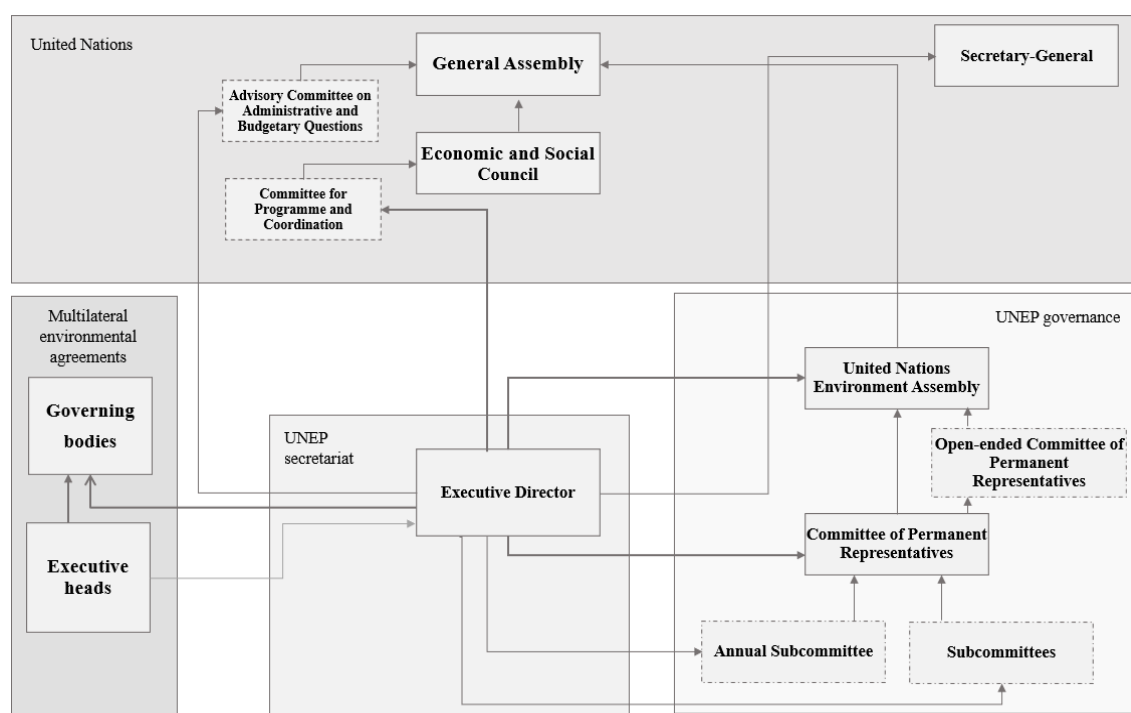 United Nations
General Assembly
Secretary-General
Advisory Committee on
Administrative and
Budgetary Questions
Economic and Social
Council
Committee for
Programme and
Coordination
Multilateral
environmental
agreements
Governing
bodies
Executive
heads
UNEP
secretariat
Executive Director
UNEP governance
United Nations
Environment Assembly
Open-ended Committee of
Permanent
Representatives
Committee of Permanent
Representatives
Annual Subcommittee
Subcommittees